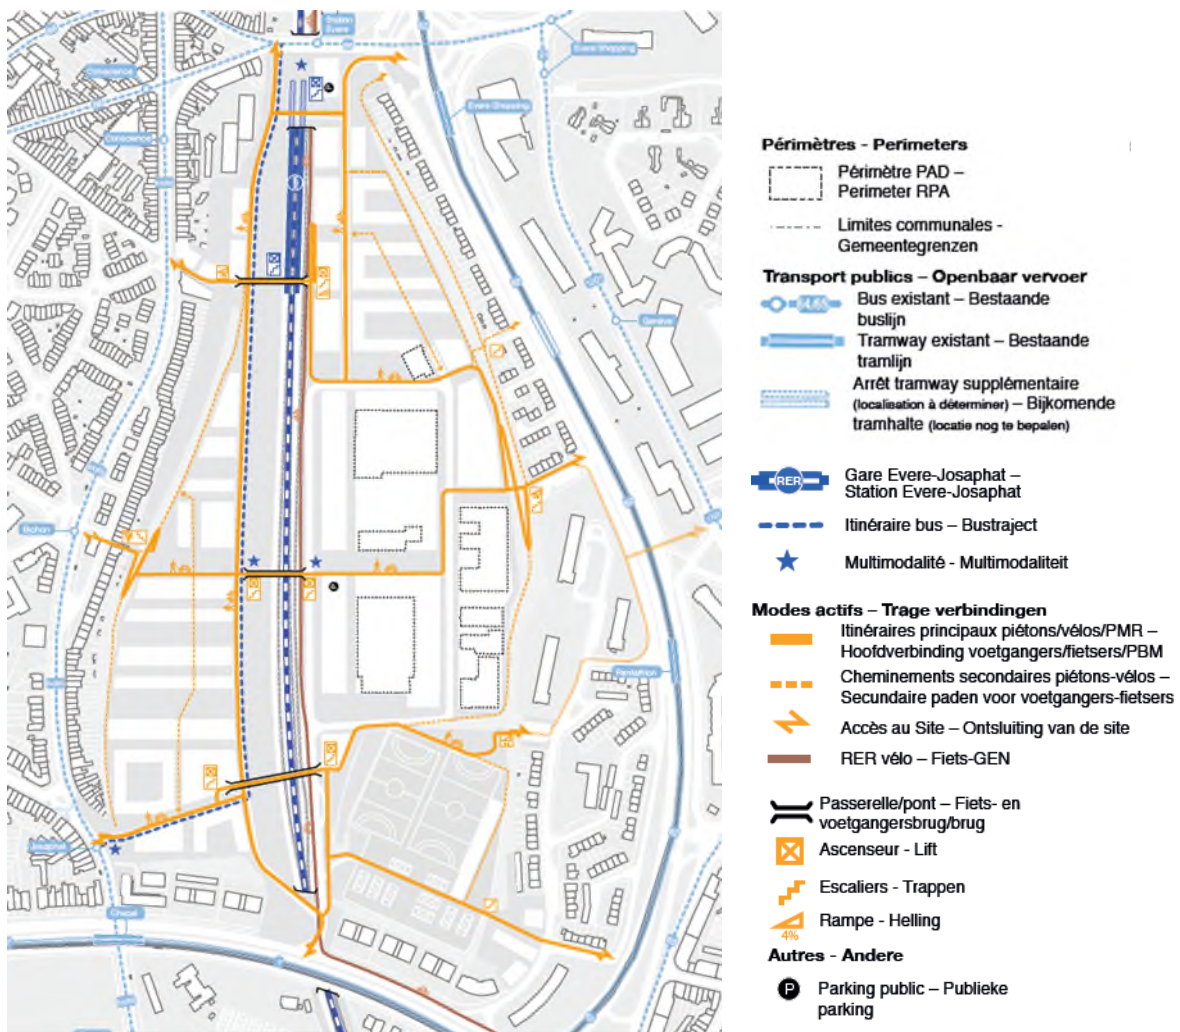 Station
Evere
Evere Shopping
Conscience
Evere Shopping
Conscience
Genève
Bichon
Pentathlon
Josaphat
Chazal
P
P
Périmètres - Perimeters
Périmètre PAD –
Perimeter RPA
Limites communales -
Gemeentegrenzen
Transport publics – Openbaar vervoer
Bus existant – Bestaande
buslijn
Tramway existant – Bestaande
tramlijn
Arrêt tramway supplémentaire
(localisation à déterminer) – Bijkomende
tramhalte (locatie nog te bepalen)
RER
Gare Evere-Josaphat –
Station Evere-Josaphat
Itinéraire bus – Bustraject
Multimodalité - Multimodaliteit
Modes actifs – Trage verbindingen
Itinéraires principaux piétons/vélos/PMR –
Hoofdverbinding voetgangers/fietsers/PBM
Cheminements secondaires piétons-vélos –
Secundaire paden voor voetgangers-fietsers
Accès au Site – Ontsluiting van de site
RER vélo – Fiets-GEN
Passerelle/pont – Fiets- en
voetgangersbrug/brug
Ascenseur - Lift
Escaliers - Trappen
Rampe - Helling
4%
Autres - Andere
P
Parking public – Publieke
parking